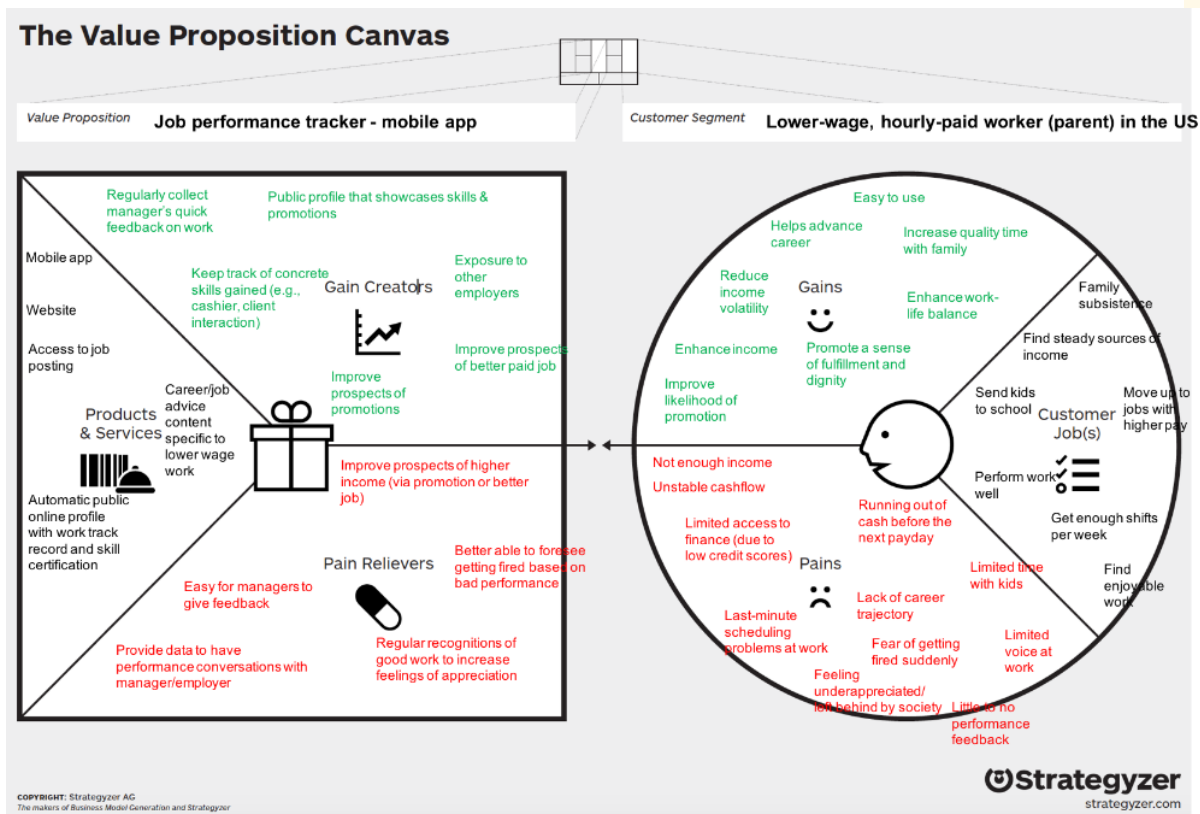 The Value Proposition Canvas
Value Proposition
Job performance tracker - mobile app
Customer Segment
Lower-wage, hourly-paid worker (parent) in the US
Regularly collect
manager's quick
feedback on work
Public profile that showcases skills &
promotions
Mobile app
Website
Access to job
posting
Keep track of concrete
skills gained (e.g.,
cashier, client
interaction)
Gain Creators
Exposure to
other
employers
Improve prospects
of better paid job
Improve
prospects of
promotions
Products
& Services
Career/job
advice
content
specific to
lower wage
work
Automatic public
online profile
with work track
record and skill
certification
Improve prospects of higher
income (via promotion or better
job)
Pain Relievers
Better able to foresee
getting fired based on
bad performance
Easy for managers to
give feedback
Provide data to have
performance conversations with
manager/employer
Regular recognitions of
good work to increase
feelings of appreciation
Easy to use
Helps advance
career
Increase quality time
with family
Reduce
income
volatility
Gains
Enhance work-
life balance
Enhance income
Promote a sense
of fulfillment and
dignity
Improve
likelihood of
promotion
Family
subsistence
Find steady sources of
income
Send kids
to school
Customer
Job(s)
Move up to
jobs with
higher pay
Perform work
well
Get enough shifts
per week
Find
enjoyable
work
Not enough income
Unstable cashflow
Running out of
cash before the
next payday
Limited access to
finance (due to
low credit scores)
Pains
Limited time
with kids
Lack of career
trajectory
Last-minute
scheduling
problems at work
Fear of getting
fired suddenly
Limited
voice at
work
Feeling
underappreciated/
left behind by society
Little to no
performance
feedback
COPYRIGHT: Strategyzer AG
The makers of Business Model Generation and Strategyzer
Strategyzer
strategyzer.com